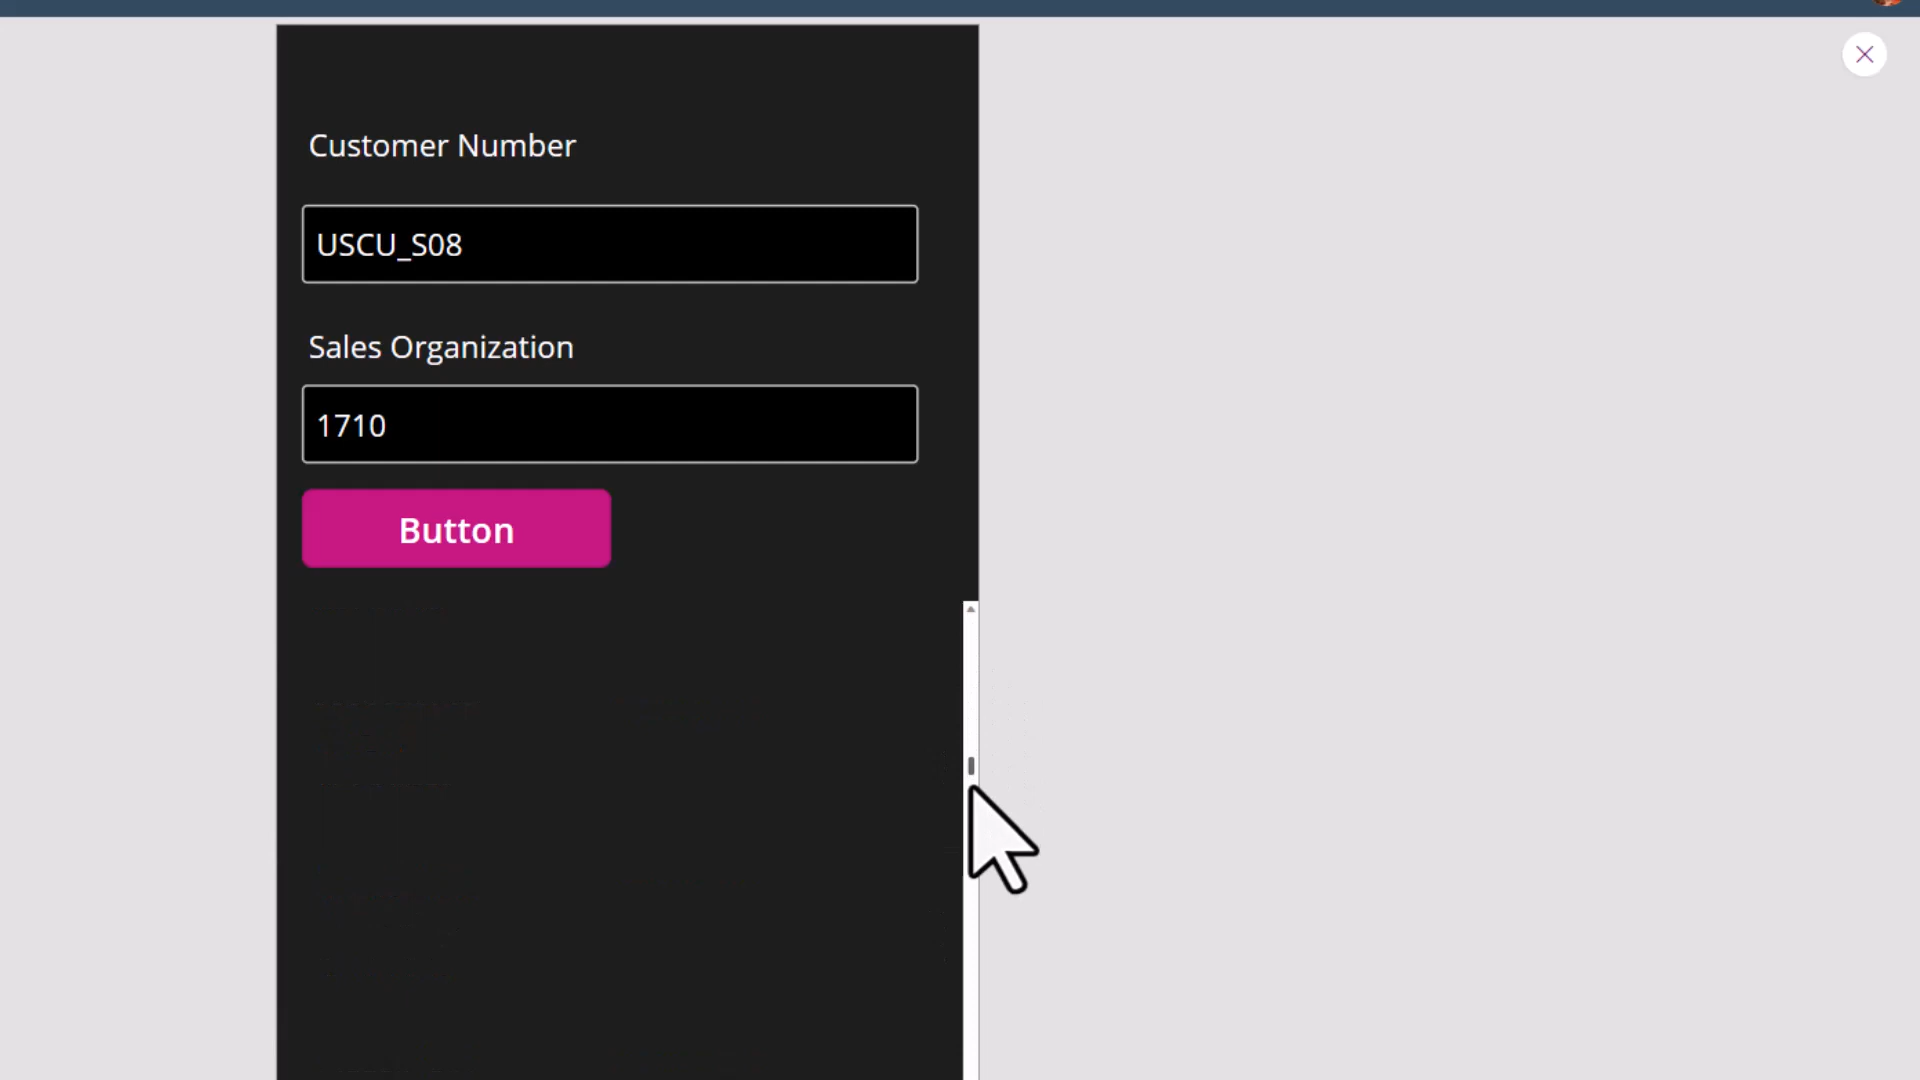 Customer Number
USCU_S08
Sales Organization
1710
Button